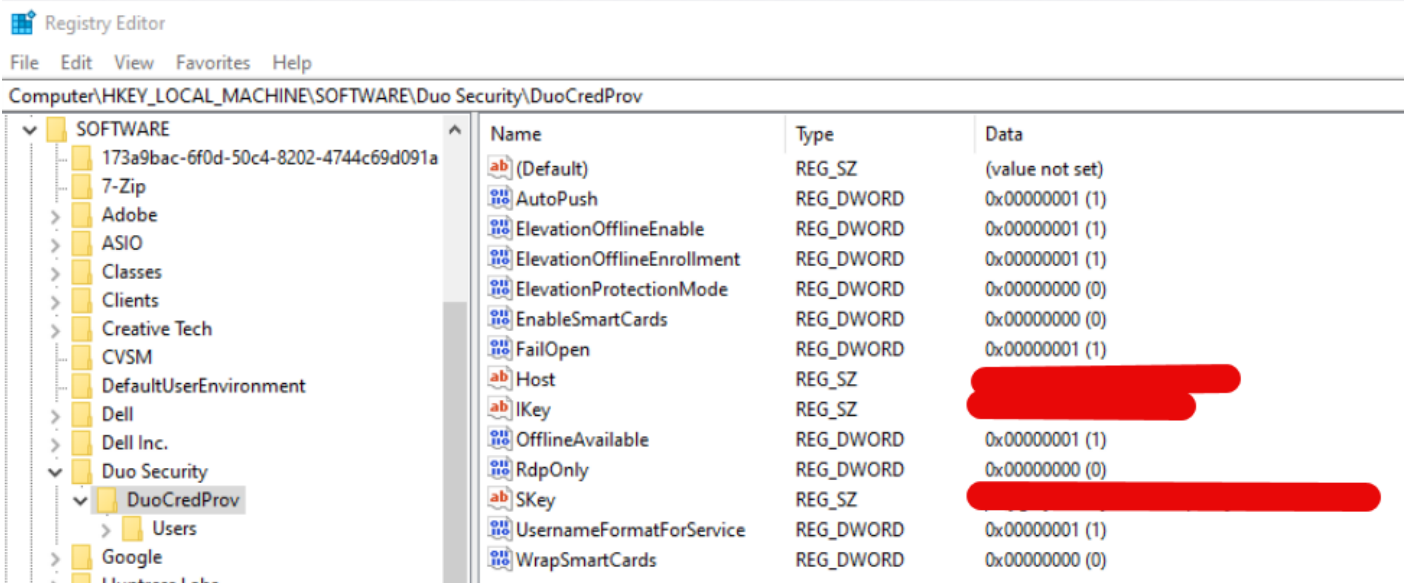 Registry Editor
File Edit View Favorites Help
Computer\HKEY_LOCAL_MACHINE\SOFTWARE\Duo Security\DuoCredProv
SOFTWARE
173a9bac-6f0d-50c4-8202-4744c69d091a
7-Zip
Adobe
ASIO
Classes
Clients
Creative Tech
CVSM
DefaultUserEnvironment
Dell
Dell Inc.
Duo Security
DuoCredProv
Users
Google
Name Type Data
(Default) REG_SZ (value not set)
AutoPush REG_DWORD 0x00000001 (1)
ElevationOfflineEnable REG_DWORD 0x00000001 (1)
ElevationOfflineEnrollment REG_DWORD 0x00000001 (1)
ElevationProtectionMode REG_DWORD 0x00000000 (0)
EnableSmartCards REG_DWORD 0x00000000 (0)
FailOpen REG_DWORD 0x00000001 (1)
Host REG_SZ
IKey REG_SZ
OfflineAvailable REG_DWORD 0x00000001 (1)
RdpOnly REG_DWORD 0x00000000 (0)
SKey REG_SZ
UsernameFormatForService REG_DWORD 0x00000001 (1)
WrapSmartCards REG_DWORD 0x00000000 (0)